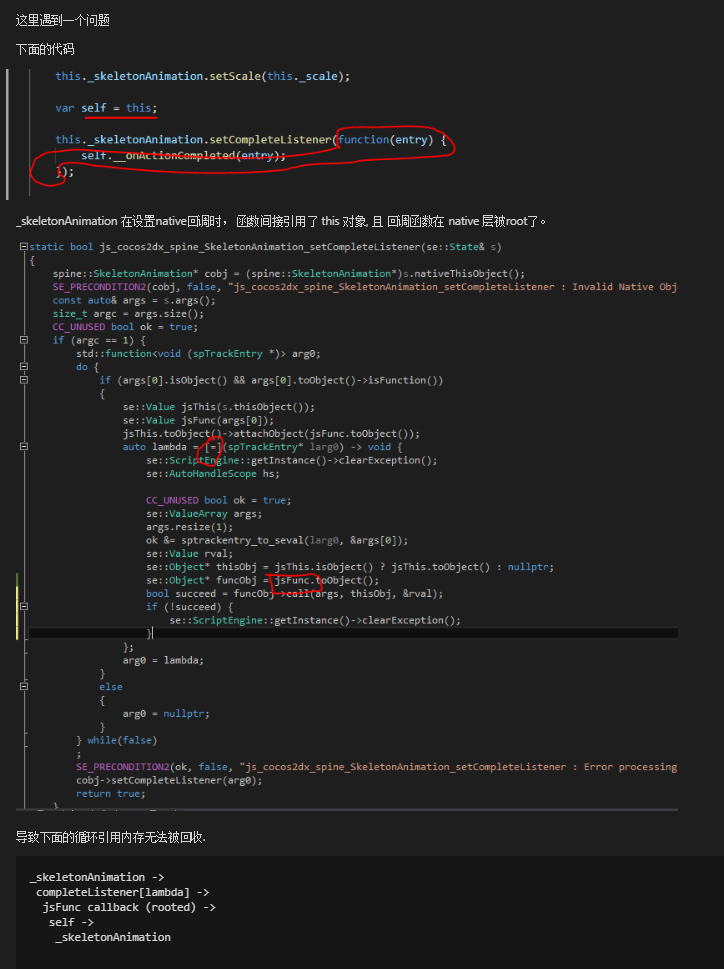 这里遇到一个问题
下面的代码
this._skeletonAnimation.setScale(this._scale);
var self = this;
this._skeletonAnimation.setCompleteListener(function(entry) {
self.__onActionCompleted(entry);
});
_skeletonAnimation 在设置native回调时， 函数间接引用了 this 对象, 且 回调函数在 native 层被root了。
static bool js_cocos2dx_spine_SkeletonAnimation_setCompleteListener(se::State& s)
{
spine::SkeletonAnimation* cobj = (spine::SkeletonAnimation*)s.nativeThisObject();
SE_PRECONDITION2(cobj, false, "js_cocos2dx_spine_SkeletonAnimation_setCompleteListener : Invalid Native Obj
const auto& args = s.args();
size_t argc = args.size();
CC_UNUSED bool ok = true;
if (argc == 1) {
std::function<void (spTrackEntry *)> arg0;
do {
if (args[0].isObject() && args[0].toObject()->isFunction())
{
se::Value jsThis(s.thisObject());
se::Value jsFunc(args[0]);
jsThis.toObject()->attachObject(jsFunc.toObject());
auto lambda = [=](spTrackEntry* larg0) -> void {
se::ScriptEngine::getInstance()->clearException();
se::AutoHandleScope hs;
CC_UNUSED bool ok = true;
se::ValueArray args;
args.resize(1);
ok &= sptrackentry_to_seval(larg0, &args[0]);
se::Value rval;
se::Object* thisObj = jsThis.isObject() ? jsThis.toObject() : nullptr;
se::Object* funcObj = jsFunc.toObject();
bool succeed = funcObj->call(args, thisObj, &rval);
if (!succeed) {
se::ScriptEngine::getInstance()->clearException();
}
};
arg0 = lambda;
}
else
{
arg0 = nullptr;
}
} while(false)
;
SE_PRECONDITION2(ok, false, "js_cocos2dx_spine_SkeletonAnimation_setCompleteListener : Error processing
cobj->setCompleteListener(arg0);
return true;
}
导致下面的循环引用内存无法被回收.
_skeletonAnimation ->
completeListener[lambda] ->
jsFunc callback (rooted) ->
self ->
_skeletonAnimation